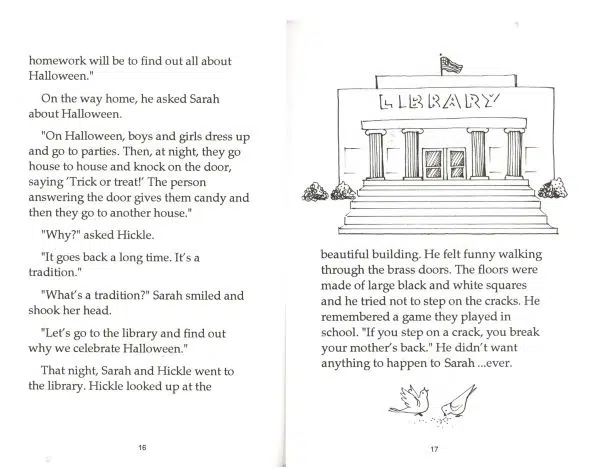 homework will be to find out all about
Halloween."
On the way home, he asked Sarah
about Halloween.
"On Halloween, boys and girls dress up
and go to parties. Then, at night, they go
house to house and knock on the door,
saying ‘Trick or treat!’ The person
answering the door gives them candy and
then they go to another house."
"Why?" asked Hickle.
"It goes back a long time. It’s a
tradition."
"What’s a tradition?" Sarah smiled and
shook her head.
"Let’s go to the library and find out
why we celebrate Halloween."
That night, Sarah and Hickle went to
the library. Hickle looked up at the
16
LIBRARY
beautiful building. He felt funny walking
through the brass doors. The floors were
made of large black and white squares
and he tried not to step on the cracks. He
remembered a game they played in
school. "If you step on a crack, you break
your mother’s back." He didn’t want
anything to happen to Sarah ...ever.
17